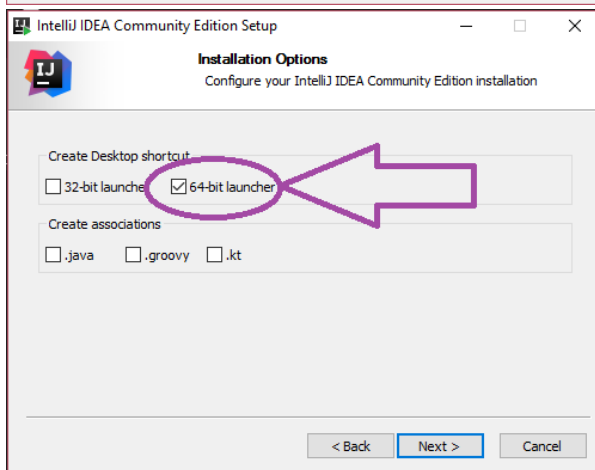 IntelliJ IDEA Community Edition Setup
IJ
Installation Options
Configure your IntelliJ IDEA Community Edition installation
Create Desktop shortcut
32-bit launche 64-bit launcher
Create associations
.java .groovy .kt
< Back Next > Cancel